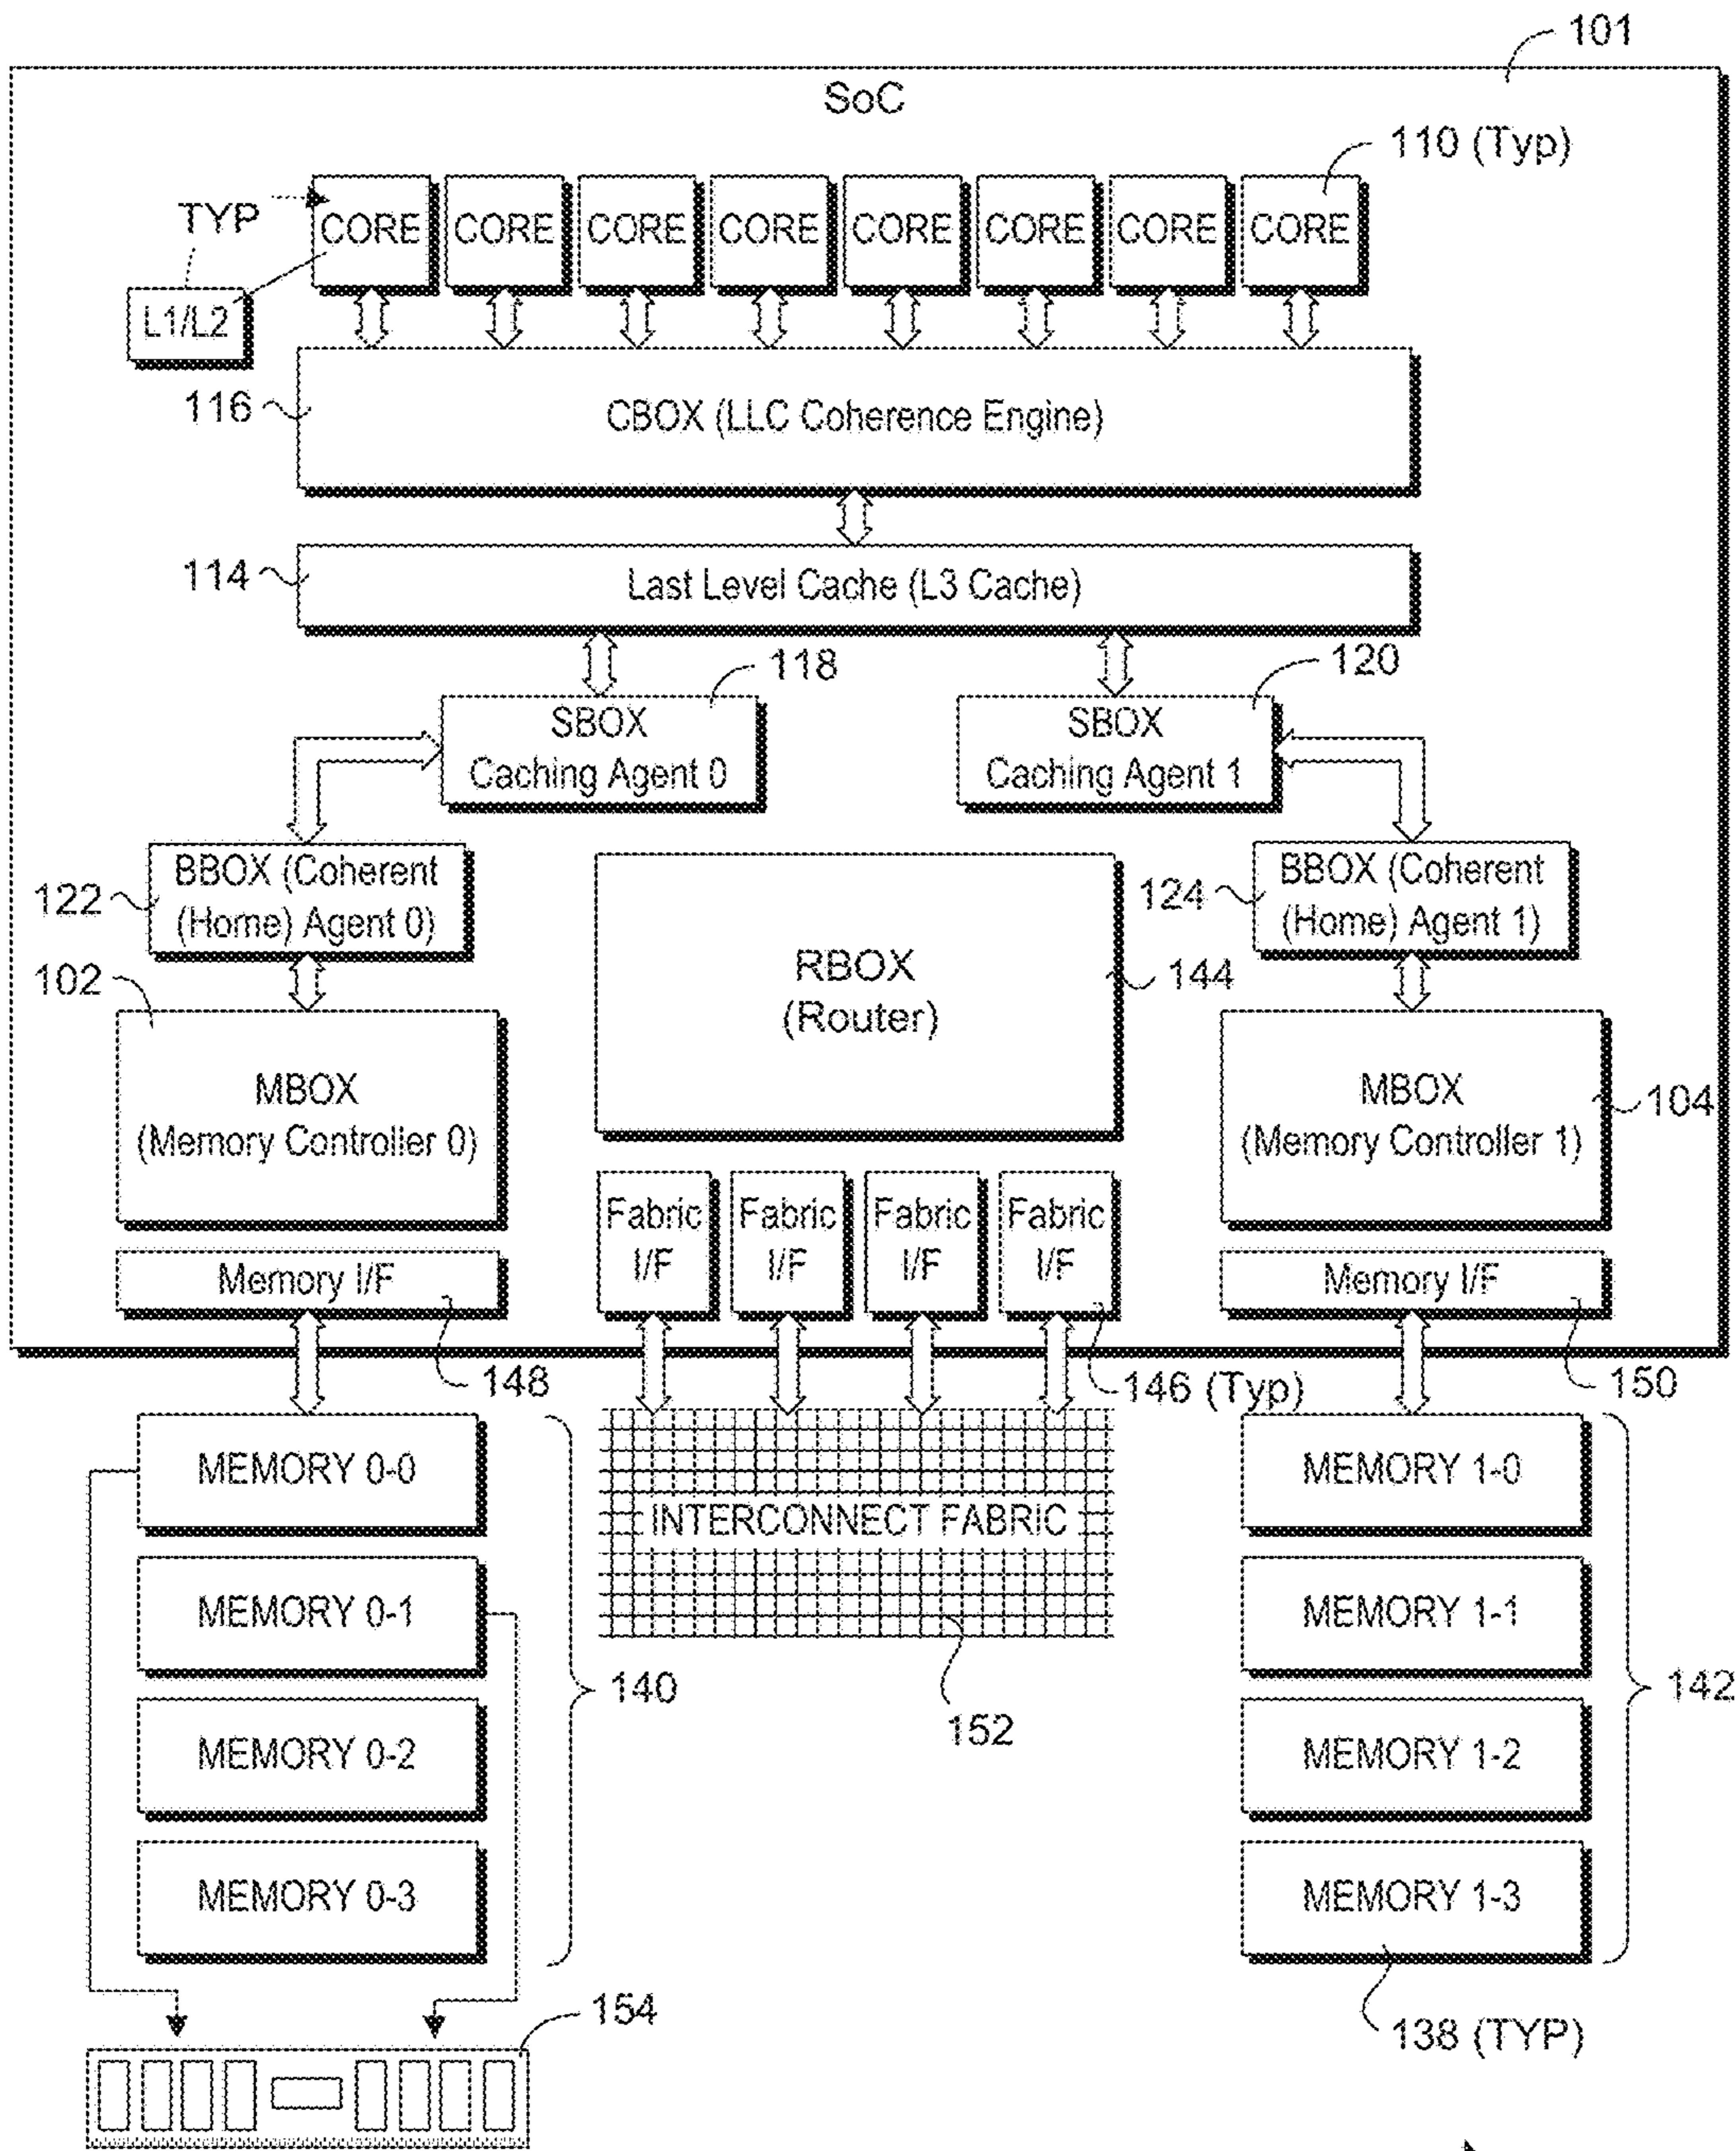 101
SoC
110 (Typ)
TYP
CORE
CORE
CORE
CORE
CORE
CORE
CORE
CORE
L1/L2
116
CBOX (LLC Coherence Engine)
114
Last Level Cache (L3 Cache)
118
120
SBOX
Caching Agent 0
SBOX
Caching Agent 1
122
BBOX (Coherent
(Home) Agent 0)
124
BBOX (Coherent
(Home) Agent 1)
102
RBOX
(Router)
144
MBOX
(Memory Controller 0)
MBOX
(Memory Controller 1)
104
Fabric
I/F
Fabric
I/F
Fabric
I/F
Fabric
I/F
Memory I/F
Memory I/F
148
146 (Typ)
150
MEMORY 0-0
MEMORY 0-1
MEMORY 0-2
MEMORY 0-3
140
INTERCONNECT FABRIC
152
MEMORY 1-0
MEMORY 1-1
MEMORY 1-2
MEMORY 1-3
142
154
138 (TYP)